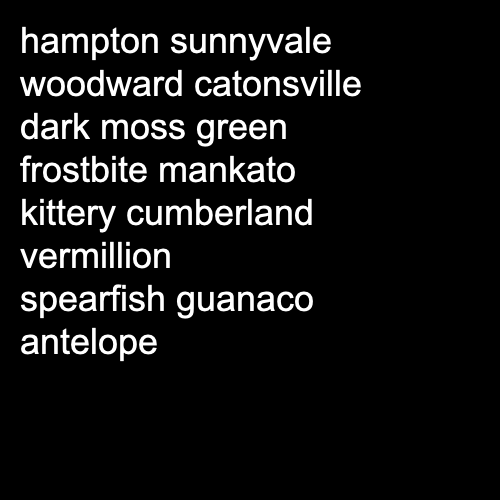 hampton sunnyvale
woodward catonsville
dark moss green
frostbite mankato
kittery cumberland
vermillion
spearfish guanaco
antelope